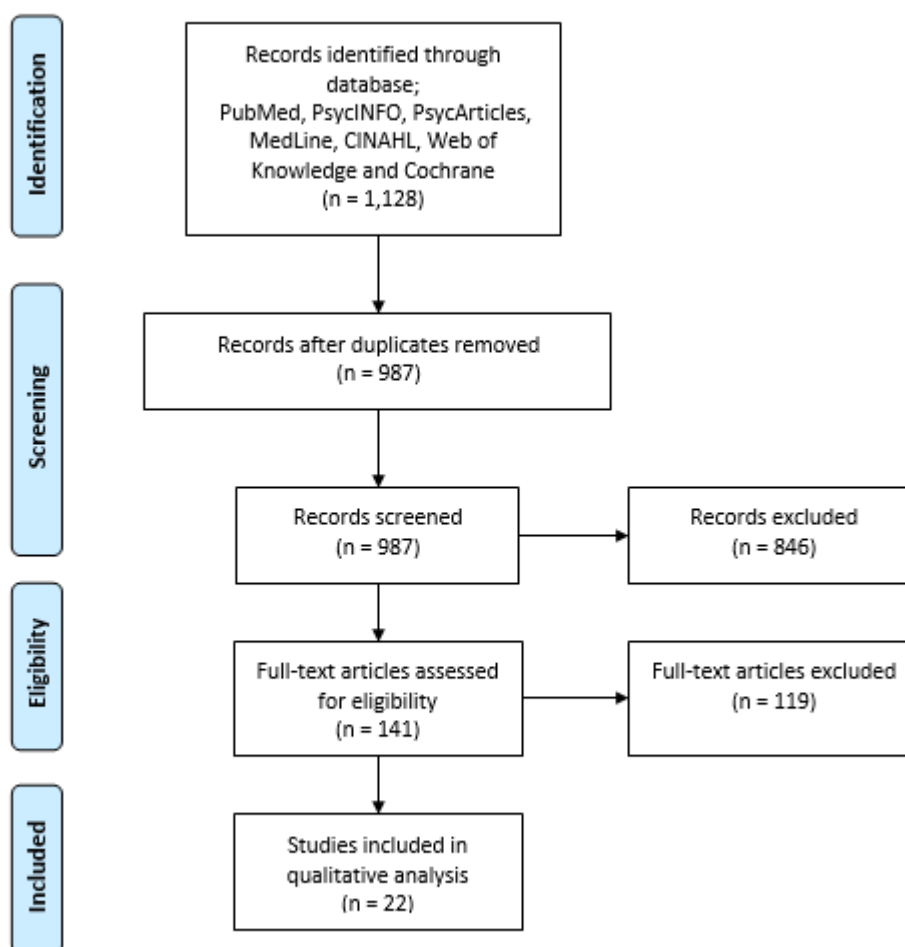 Identification
Records identified through
database;
PubMed, PsycINFO, PsycArticles,
MedLine, CINAHL, Web of
Knowledge and Cochrane
(n = 1,128)
Screening
Records after duplicates removed
(n = 987)
Records screened
(n = 987)
Records excluded
(n = 846)
Eligibility
Full-text articles assessed
for eligibility
(n = 141)
Full-text articles excluded
(n = 119)
Included
Studies included in
qualitative analysis
(n = 22)